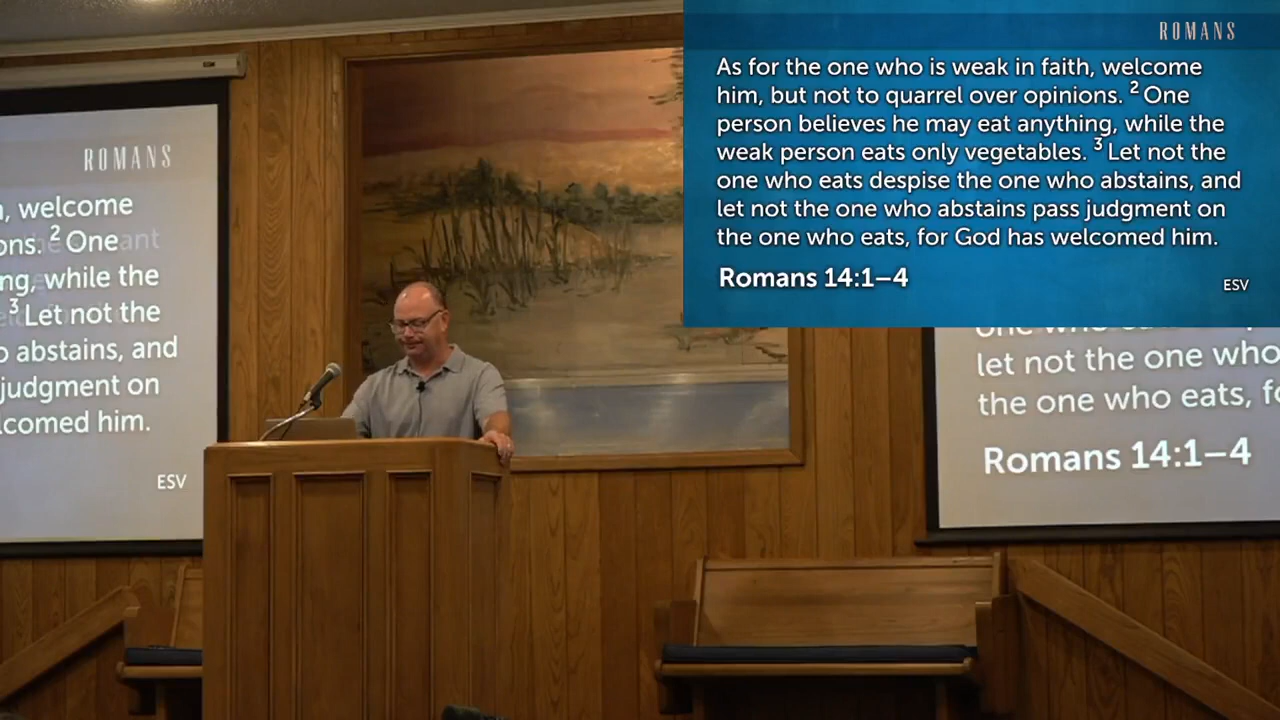 ROMANS
As for the one who is weak in faith, welcome
him, but not to quarrel over opinions. 2 One
person believes he may eat anything, while the
weak person eats only vegetables. 3 Let not the
one who eats despise the one who abstains, and
let not the one who abstains pass judgment on
the one who eats, for God has welcomed him.
Romans 14:1–4
ESV
ROMANS
, welcome
ons. 2 One
ng, while the
3 Let not the
o abstains, and
judgment on
lcomed him.
ESV
let not the one who
the one who eats, fo
Romans 14:1–4